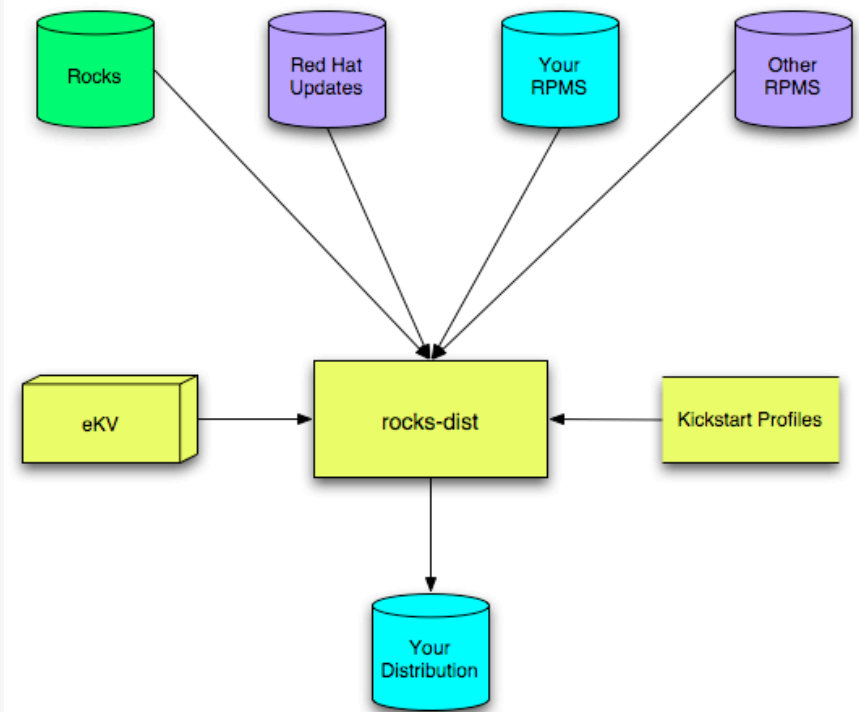 Rocks
Red Hat
Updates
Your
RPMS
Other
RPMS
eKV
rocks-dist
Kickstart Profiles
Your
Distribution